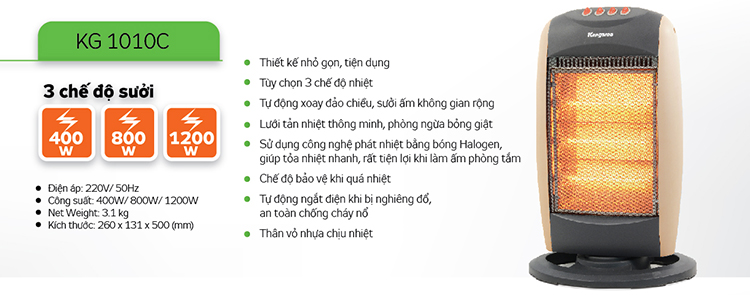 KG 1010C
3 chế độ sưởi
400
W
800
W
1200
W
Điện áp: 220V/ 50Hz
Công suất: 400W/ 800W/ 1200W
Net Weight: 3.1 kg
Kích thước: 260 x 131 x 500 (mm)
Thiết kế nhỏ gọn, tiện dụng
Tùy chọn 3 chế độ nhiệt
Tự động xoay đảo chiều, sưởi ấm không gian rộng
Lưới tản nhiệt thông minh, phòng ngừa bỏng giật
Sử dụng công nghệ phát nhiệt bằng bóng Halogen,
giúp tỏa nhiệt nhanh, rất tiện lợi khi làm ấm phòng tắm
Chế độ bảo vệ khi quá nhiệt
Tự động ngắt điện khi bị nghiêng đổ,
an toàn chống cháy nổ
Thân vỏ nhựa chịu nhiệt
Kangaroo